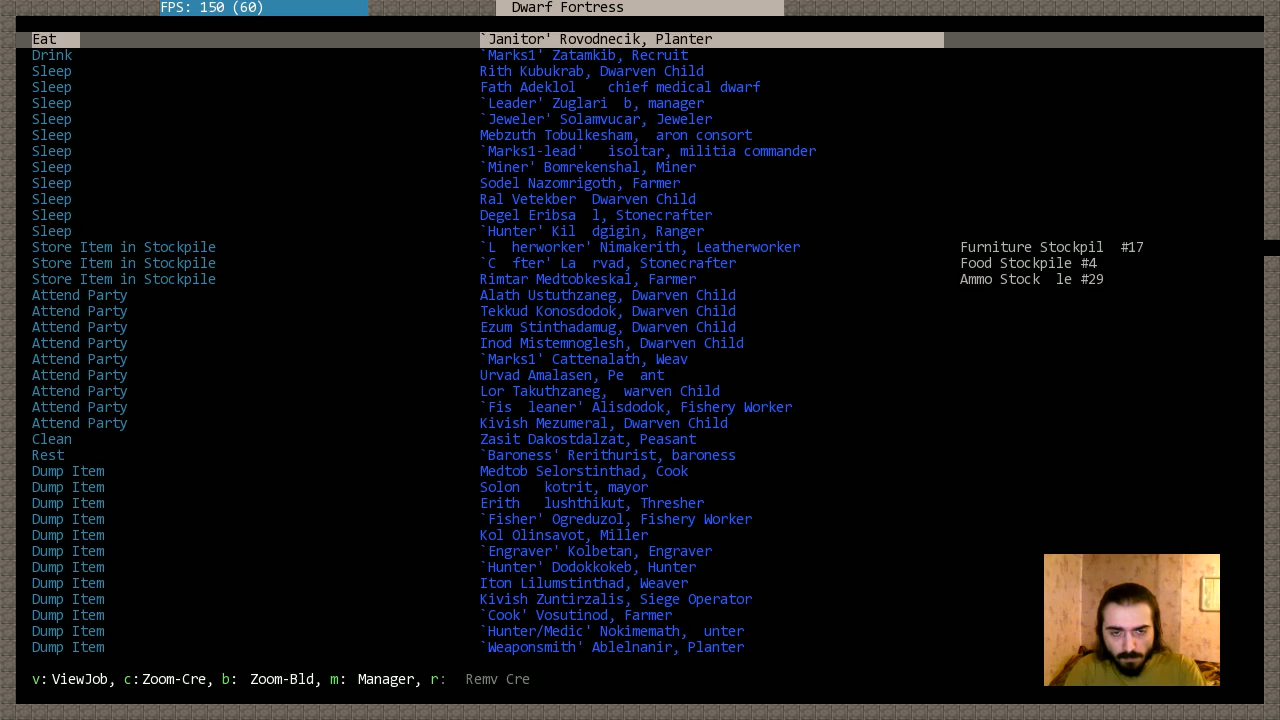 FPS: 150 (60) Dwarf Fortress
Eat `Janitor' Rovodnecik, Planter
Drink `Marks1' Zatamkib, Recruit
Sleep Rith Kubukrab, Dwarven Child
Sleep Fath Adeklol chief medical dwarf
Sleep `Leader' Zuglari b, manager
Sleep `Jeweler' Solamvucar, Jeweler
Sleep Mebzuth Tobulkesham, aron consort
Sleep `Marks1-lead' isoltar, militia commander
Sleep `Miner' Bomrekenshal, Miner
Sleep Sodel Nazomrigoth, Farmer
Sleep Ral Vetekber Dwarven Child
Sleep Degel Eribsa l, Stonecrafter
Sleep `Hunter' Kil dgigin, Ranger
Store Item in Stockpile `L herworker' Nimakerith, Leatherworker Furniture Stockpil #17
Store Item in Stockpile `C fter' La rvad, Stonecrafter Food Stockpile #4
Store Item in Stockpile Rimtar Medtobkeskal, Farmer Ammo Stock le #29
Attend Party Alath Ustuthzaneg, Dwarven Child
Attend Party Tekkud Konosdodok, Dwarven Child
Attend Party Ezum Stinthadamug, Dwarven Child
Attend Party Inod Mistemnoglesh, Dwarven Child
Attend Party `Marks1' Cattenalath, Weav
Attend Party Urvad Amalasen, Pe ant
Attend Party Lor Takuthzaneg, warven Child
Attend Party `Fis leaner' Alisdodok, Fishery Worker
Attend Party Kivish Mezumeral, Dwarven Child
Clean Zasit Dakostdalzat, Peasant
Rest `Baroness' Rerithurist, baroness
Dump Item Medtob Selorstinthad, Cook
Dump Item Solon kotrit, mayor
Dump Item Erith lushthikut, Thresher
Dump Item `Fisher' Ogreduzol, Fishery Worker
Dump Item Kol Olinsavot, Miller
Dump Item `Engraver' Kolbetan, Engraver
Dump Item `Hunter' Dodokkokeb, Hunter
Dump Item Iton Lilumstinthad, Weaver
Dump Item Kivish Zuntirzalis, Siege Operator
Dump Item `Cook' Vosutinod, Farmer
Dump Item `Hunter/Medic' Nokimemath, unter
Dump Item `Weaponsmith' Ablelnanir, Planter
v: ViewJob, c: Zoom-Cre, b: Zoom-Bld, m: Manager, r: Remv Cre